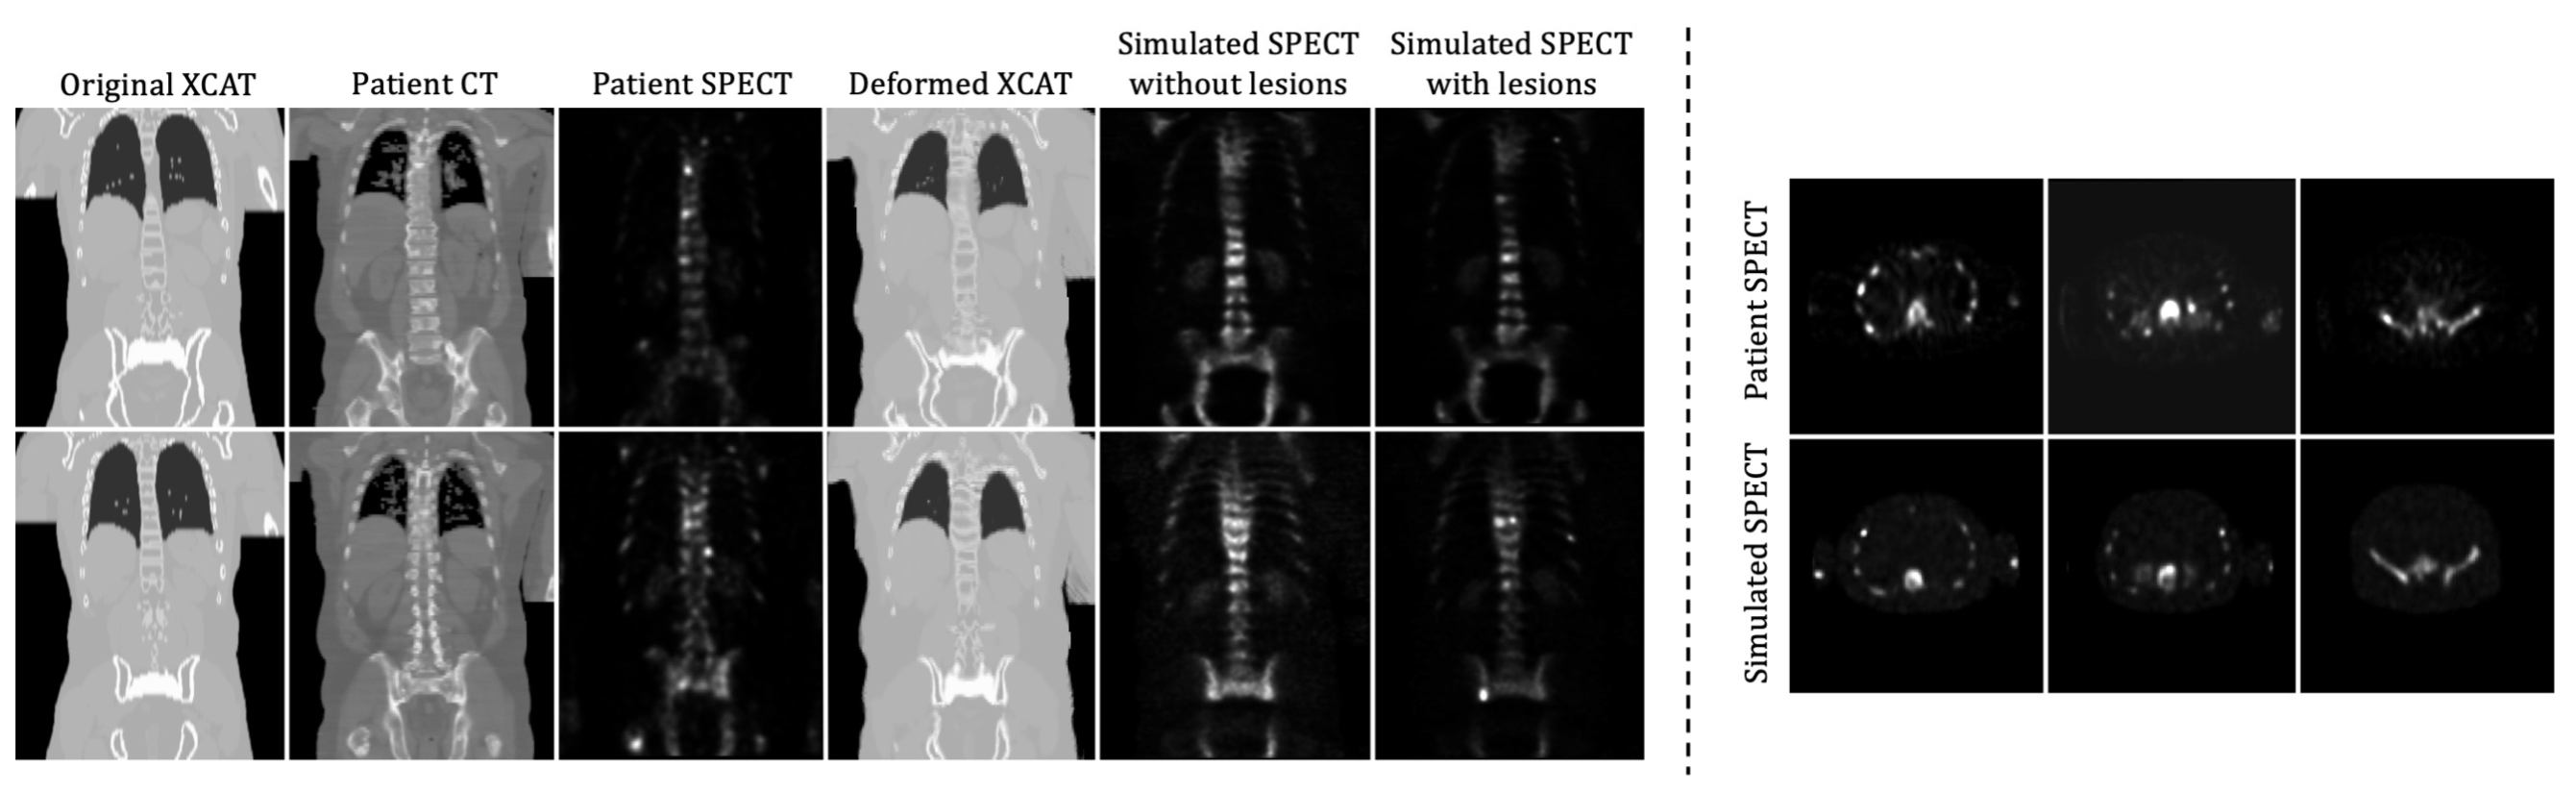 Original XCAT
Patient CT
Patient SPECT
Deformed XCAT
Simulated SPECT
without lesions
Simulated SPECT
with lesions
Patient SPECT
Simulated SPECT